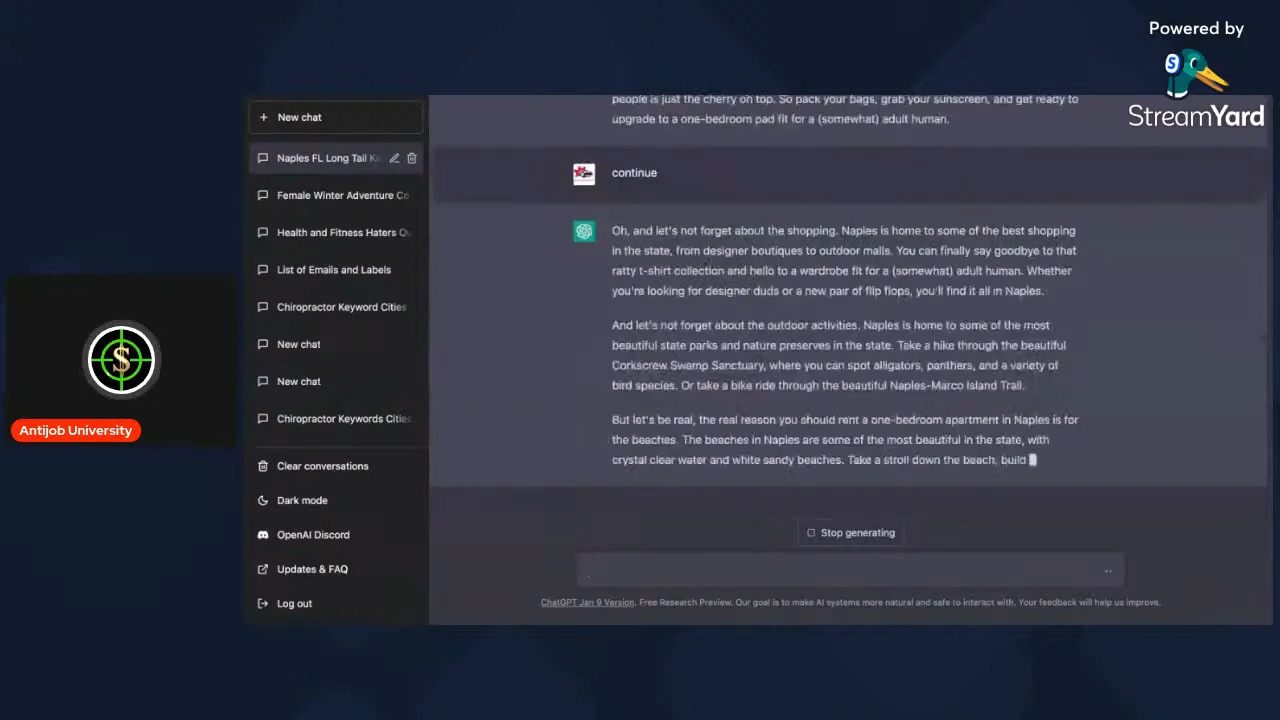 Powered by
StreamYard
New chat
Naples FL Long Tail K
Female Winter Adventure Co
Health and Fitness Haters Qu
List of Emails and Labels
Chiropractor Keyword Cities
New chat
New chat
Chiropractor Keywords Cities
Clear conversations
Dark mode
OpenAI Discord
Updates & FAQ
Log out
Antijob University
people is just the cherry on top. So pack your bags, grab your sunscreen, and get ready to
upgrade to a one-bedroom pad fit for a (somewhat) adult human.
continue
Oh, and let's not forget about the shopping. Naples is home to some of the best shopping
in the state, from designer boutiques to outdoor malls. You can finally say goodbye to that
ratty t-shirt collection and hello to a wardrobe fit for a (somewhat) adult human. Whether
you're looking for designer duds or a new pair of flip flops, you'll find it all in Naples.
And let's not forget about the outdoor activities. Naples is home to some of the most
beautiful state parks and nature preserves in the state. Take a hike through the beautiful
Corkscrew Swamp Sanctuary, where you can spot alligators, panthers, and a variety of
bird species. Or take a bike ride through the beautiful Naples-Marco Island Trail.
But let's be real, the real reason you should rent a one-bedroom apartment in Naples is for
the beaches. The beaches in Naples are some of the most beautiful in the state, with
crystal clear water and white sandy beaches. Take a stroll down the beach, build
Stop generating
ChatGPT Jan 9 Version. Free Research Preview. Our goal is to make AI systems more natural and safe to interact with. Your feedback will help us improve.